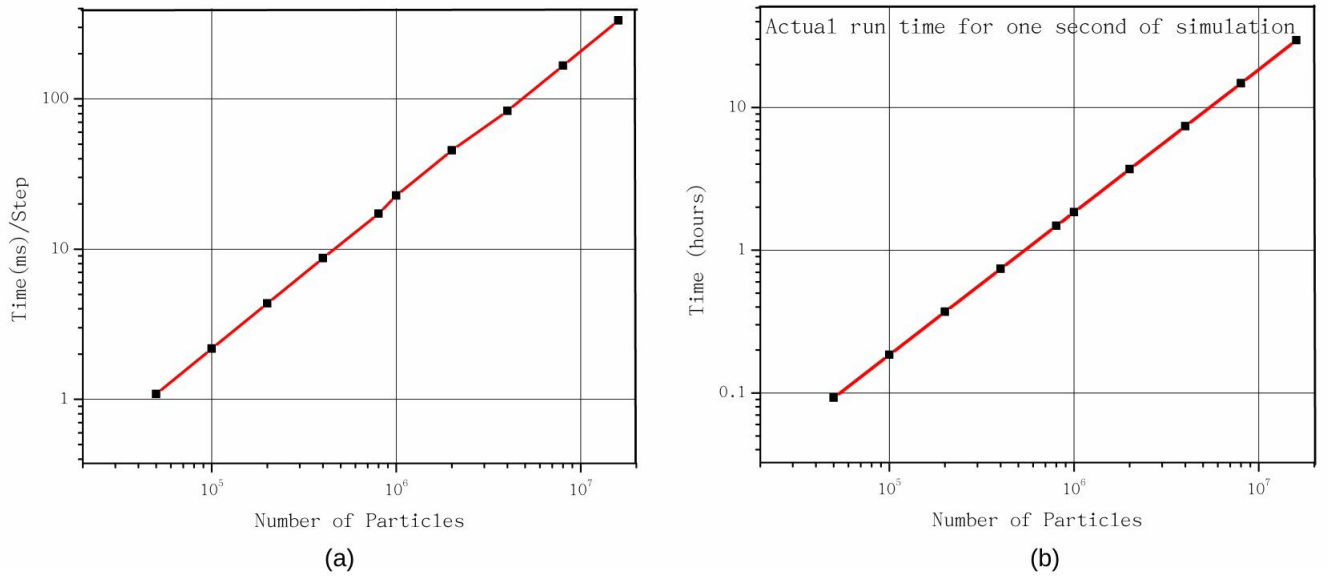 100
10
1
Time(ms)/Step
10⁵ 10⁶ 10⁷
Number of Particles
(a)
Actual run time for one second of simulation
10
1
0.1
Time (hours)
10⁵ 10⁶ 10⁷
Number of Particles
(b)